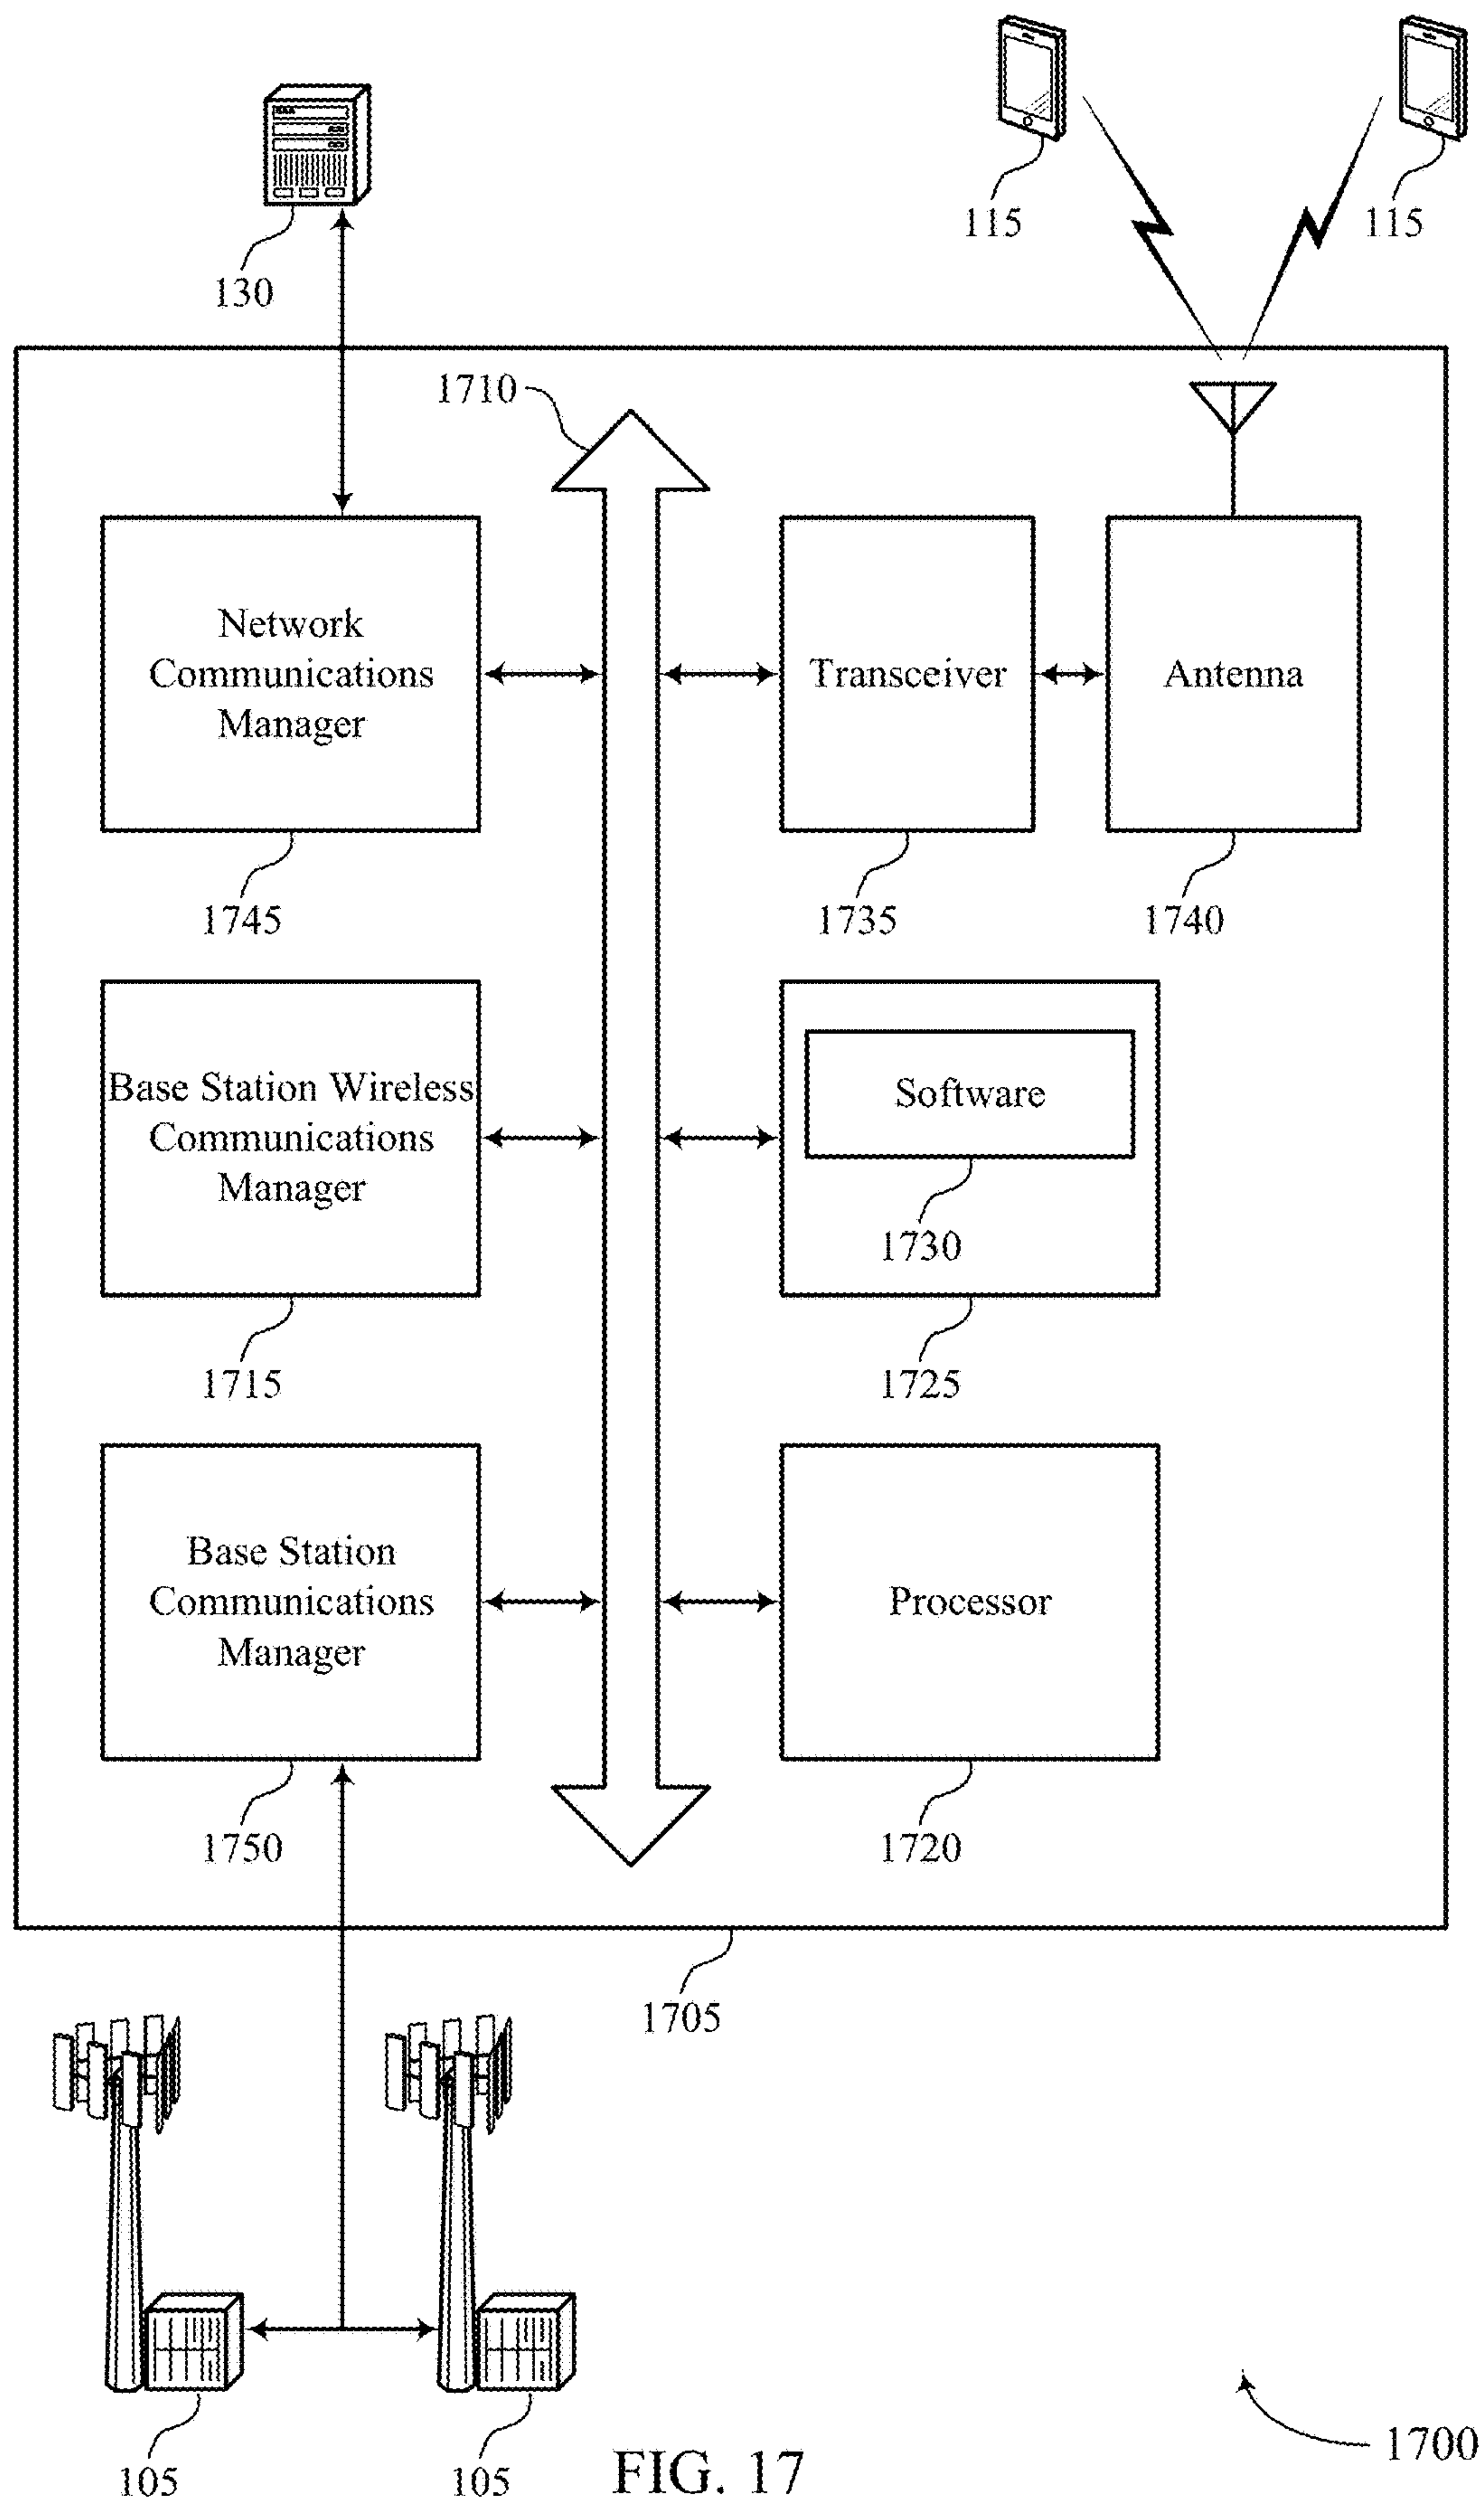 130
115
115
1710
Network
Communications
Manager
Transceiver
Antenna
1745
1735
1740
Base Station Wireless
Communications
Manager
Software
1730
1715
1725
Base Station
Communications
Manager
Processor
1750
1720
1705
105
105
FIG. 17
1700